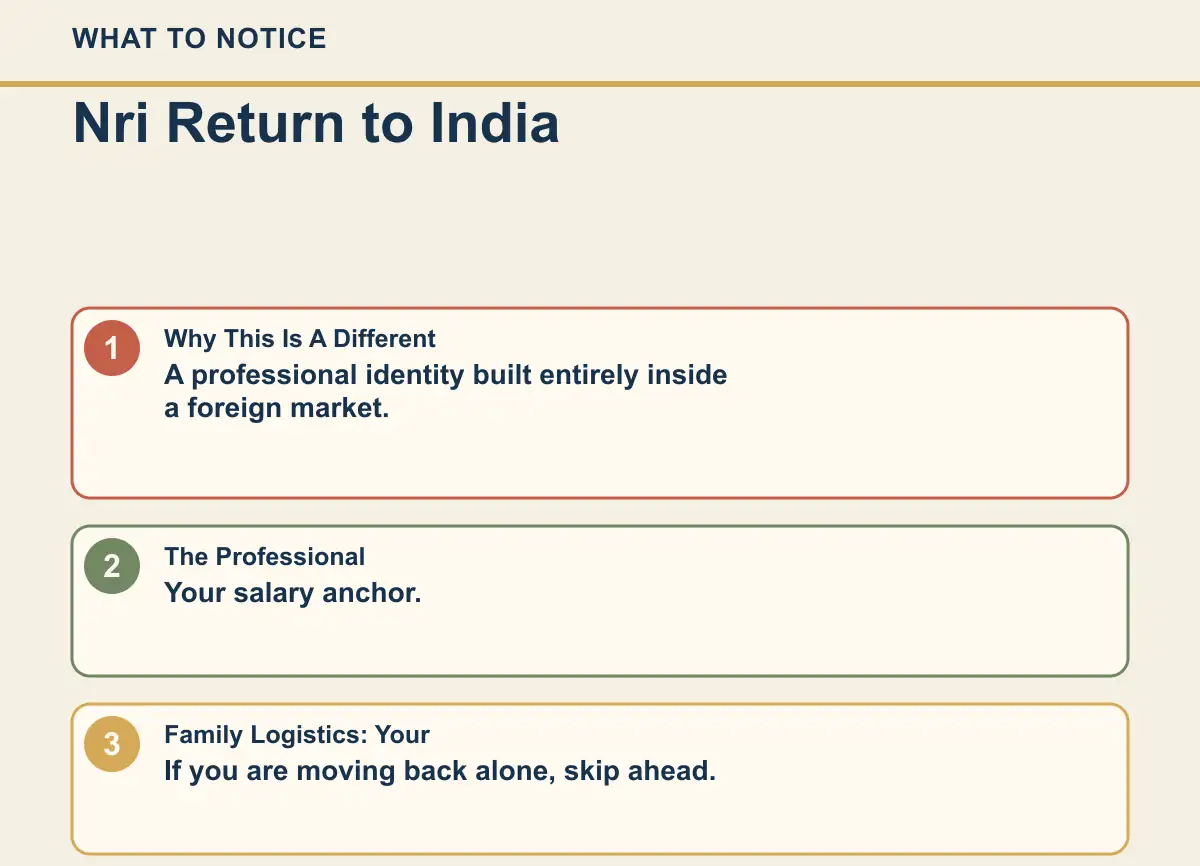 WHAT TO NOTICE
Nri Return to India
1
Why This Is A Different
A professional identity built entirely inside
a foreign market.
2
The Professional
Your salary anchor.
3
Family Logistics: Your
If you are moving back alone, skip ahead.